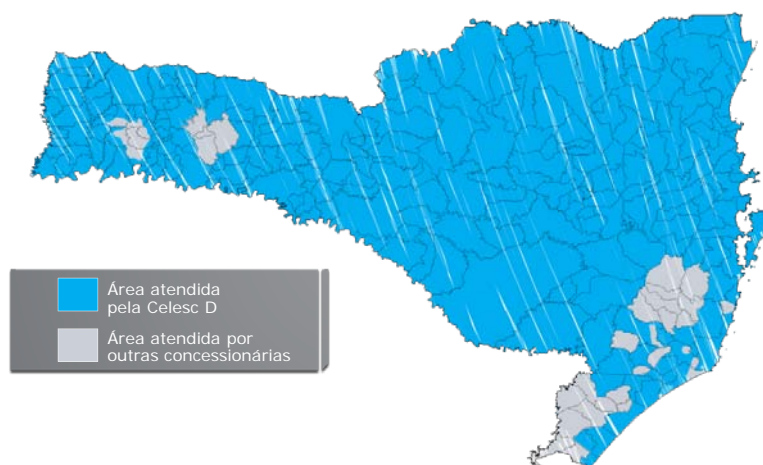 Área atendida
pela Celesc D
Área atendida por
outras concessionárias